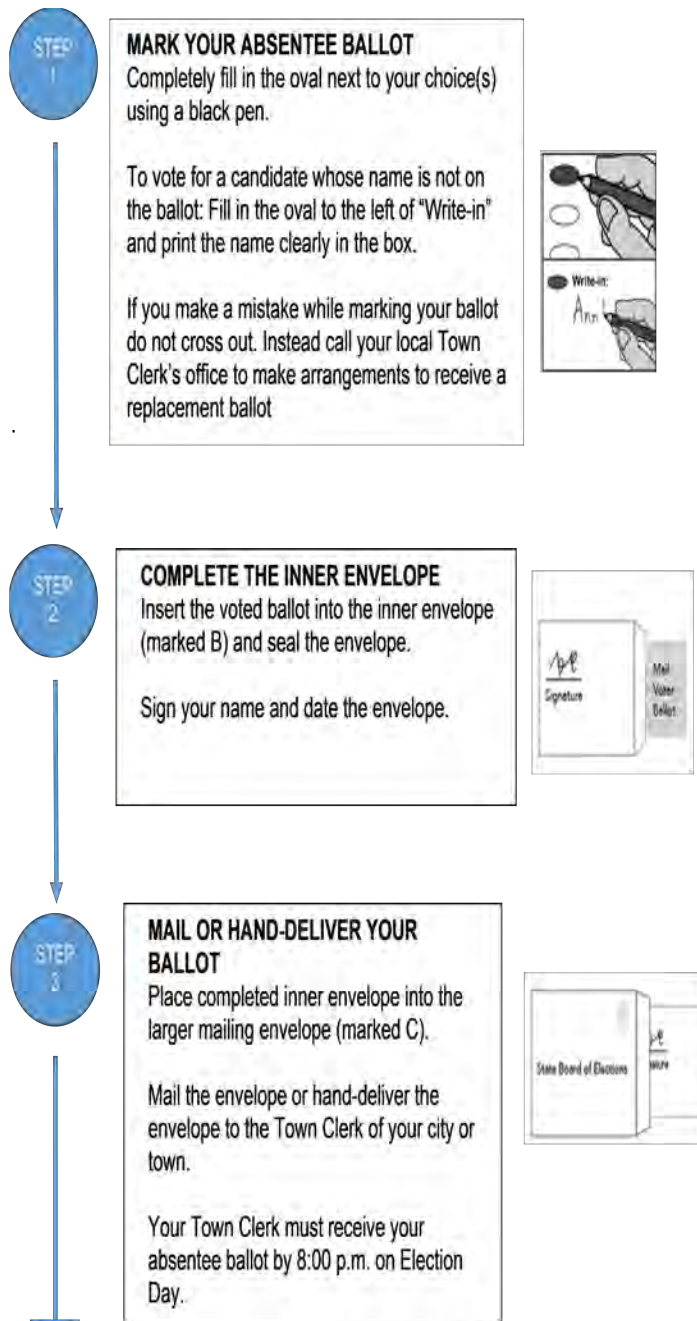 STEP
1
MARK YOUR ABSENTEE BALLOT
Completely fill in the oval next to your choice(s)
using a black pen.
To vote for a candidate whose name is not on
the ballot: Fill in the oval to the left of “Write-in”
and print the name clearly in the box.
If you make a mistake while marking your ballot
do not cross out. Instead call your local Town
Clerk's office to make arrangements to receive a
replacement ballot
.
Write-in:
Ann
STEP
2
COMPLETE THE INNER ENVELOPE
Insert the voted ballot into the inner envelope
(marked B) and seal the envelope.
Sign your name and date the envelope.
Signature
Mail
Voter
Ballot
STEP
3
MAIL OR HAND-DELIVER YOUR
BALLOT
Place completed inner envelope into the
larger mailing envelope (marked C).
Mail the envelope or hand-deliver the
envelope to the Town Clerk of your city or
town.
Your Town Clerk must receive your
absentee ballot by 8:00 p.m. on Election
Day.
State Board of Elections